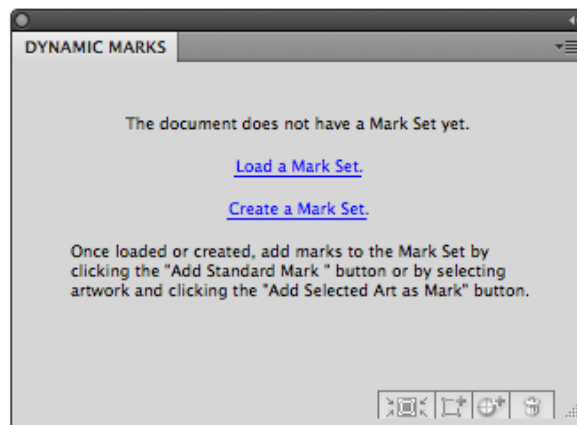 DYNAMIC MARKS
The document does not have a Mark Set yet.
Load a Mark Set.
Create a Mark Set.
Once loaded or created, add marks to the Mark Set by
clicking the "Add Standard Mark " button or by selecting
artwork and clicking the "Add Selected Art as Mark" button.